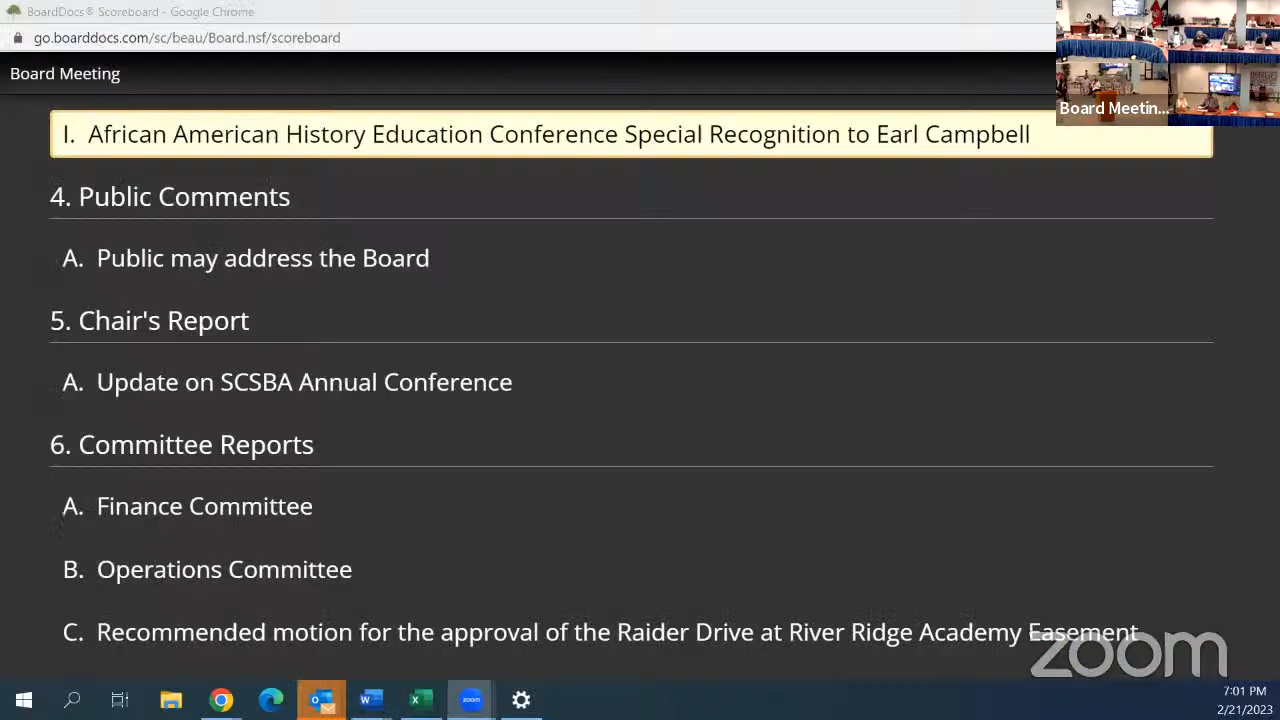 BoardDocs® Scoreboard - Google Chrome
go.boarddocs.com/sc/beau/Board.nsf/scoreboard
Board Meeting
Board Meetin...
I. African American History Education Conference Special Recognition to Earl Campbell
4. Public Comments
A. Public may address the Board
5. Chair's Report
A. Update on SCSBA Annual Conference
6. Committee Reports
A. Finance Committee
B. Operations Committee
C. Recommended motion for the approval of the Raider Drive at River Ridge Academy Easement
zoom
zoom
7:01 PM
2/21/2023